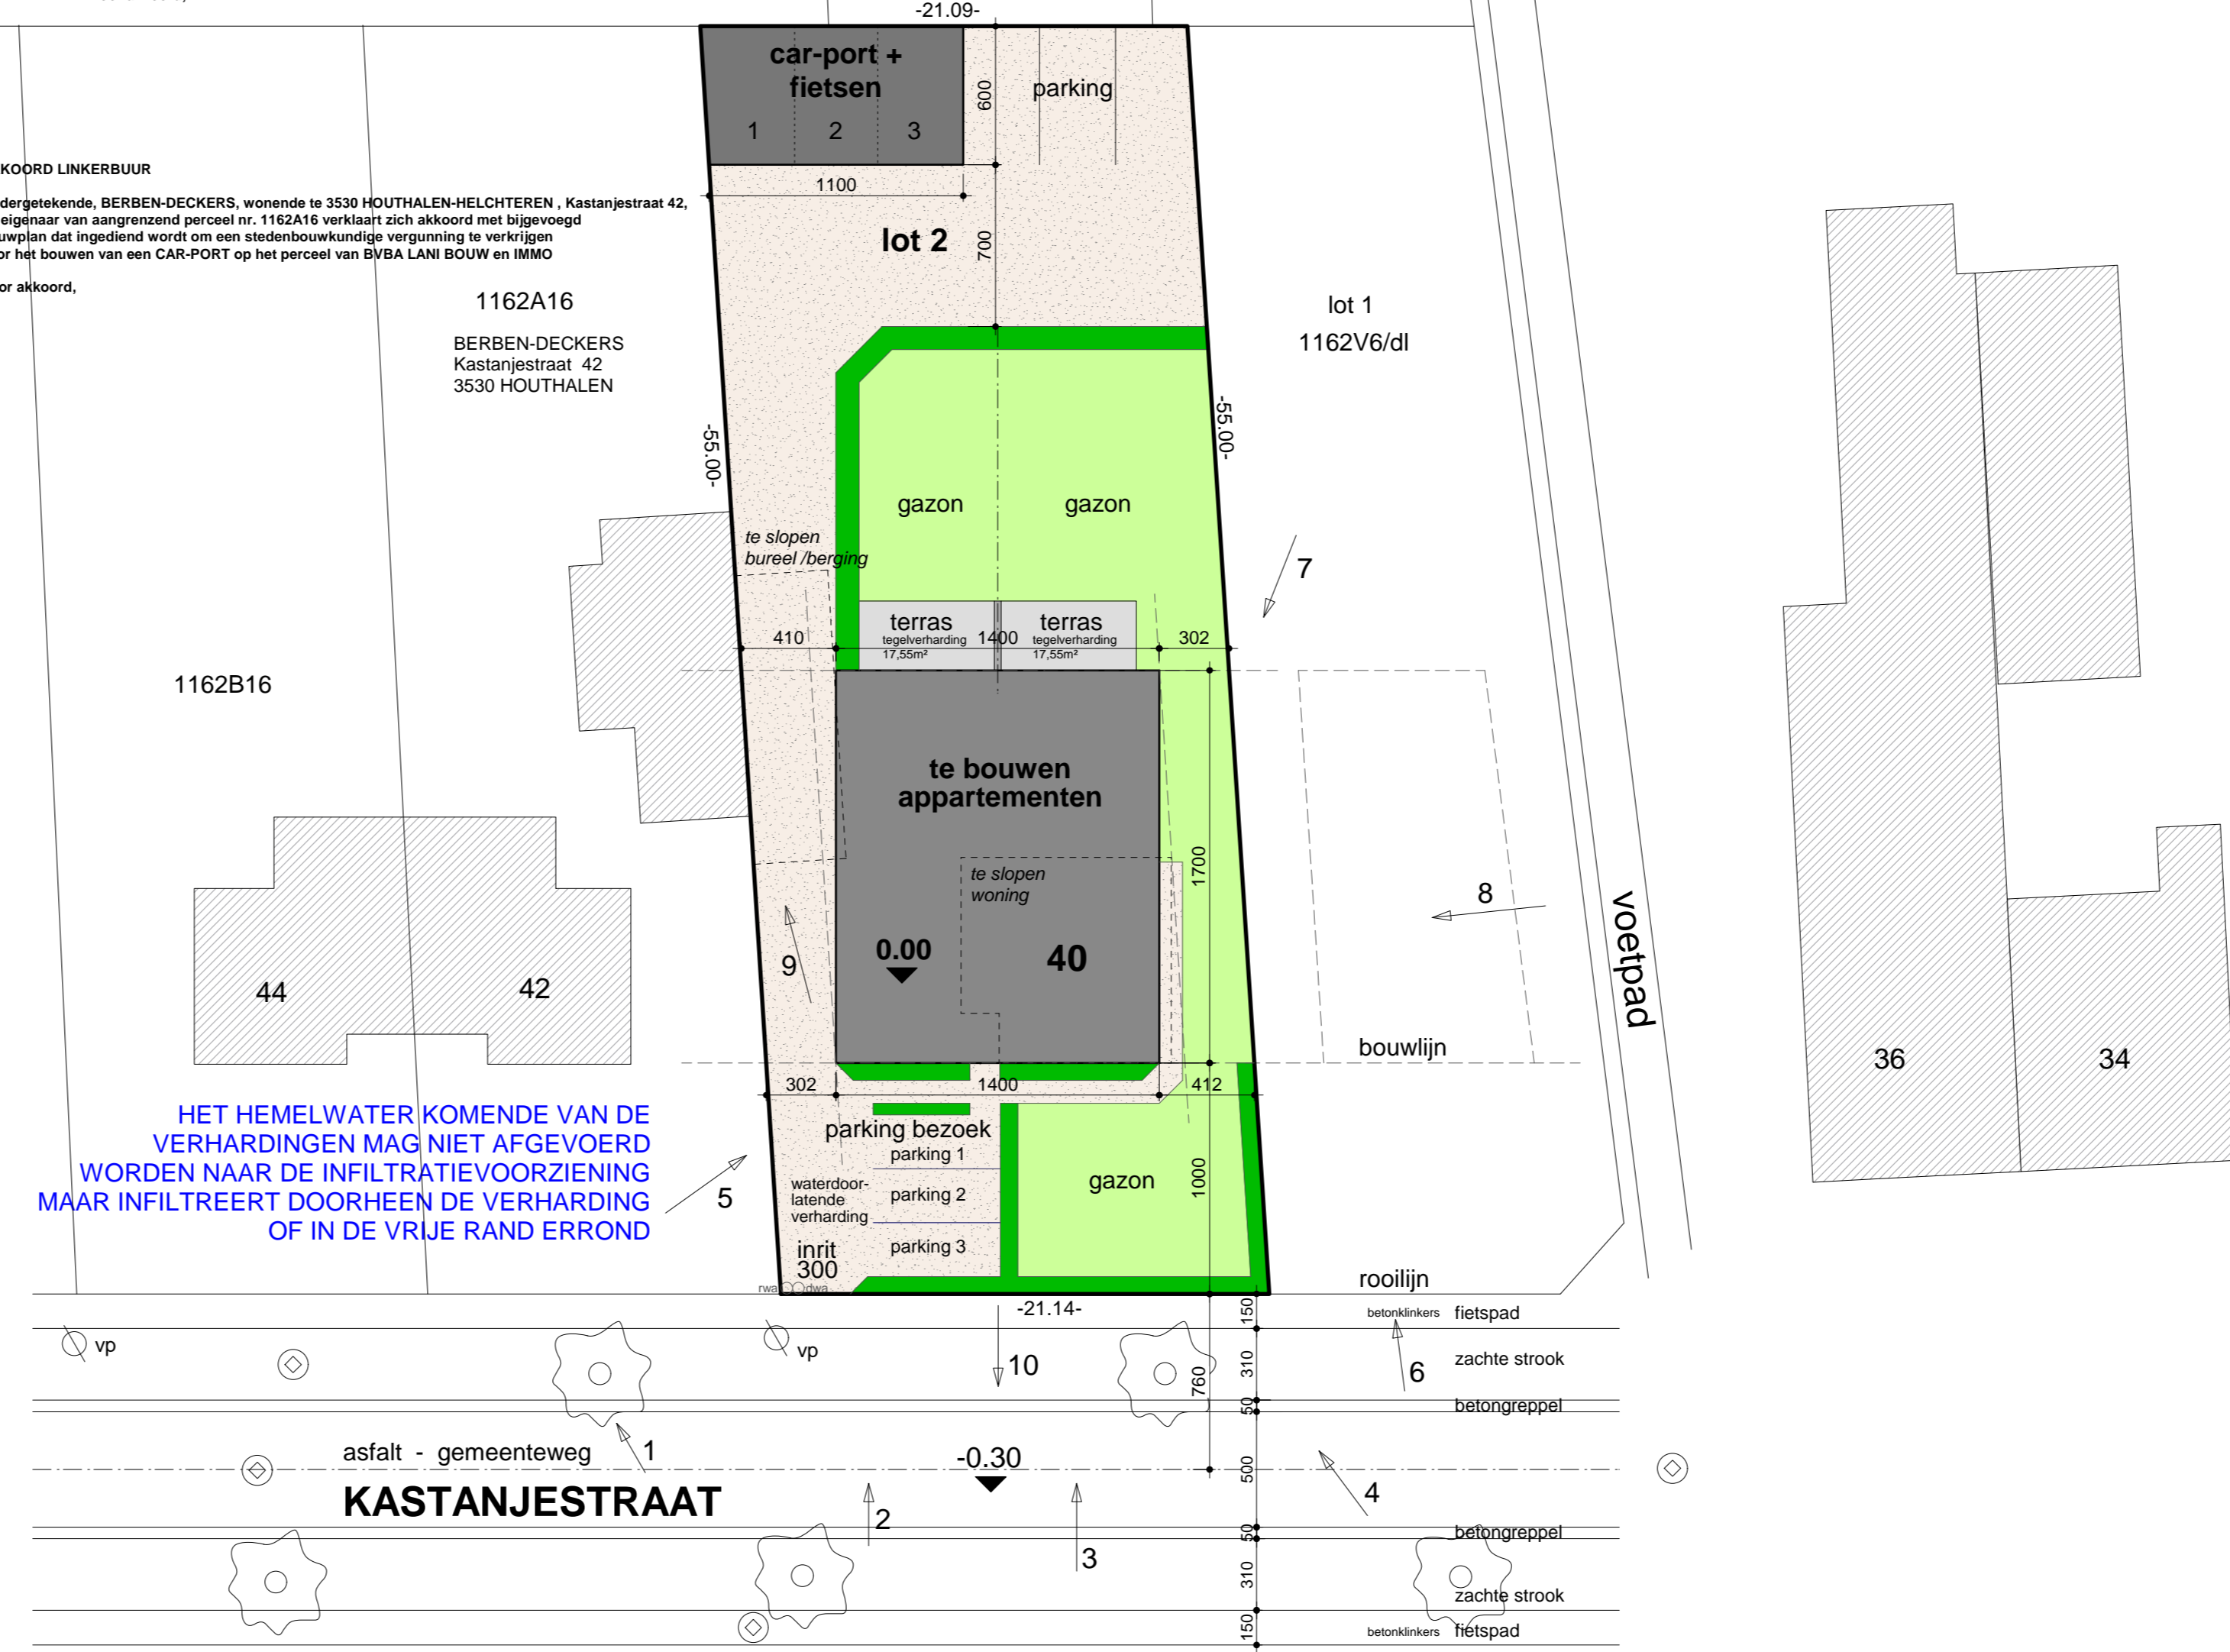 -21.09-
car-port +
fietsen
1 2 3
600
parking
1100
700
lot 2
KOORD LINKERBUUR
dergetekende, BERBEN-DECKERS, wonende te 3530 HOUTHALEN-HELCHTEREN , Kastanjestraat 42,
eigenaar van aangrenzend perceel nr. 1162A16 verklaart zich akkoord met bijgevoegd
uwplan dat ingediend wordt om een stedenbouwkundige vergunning te verkrijgen
or het bouwen van een CAR-PORT op het perceel van BVBA LANI BOUW en IMMO
or akkoord,
1162A16
BERBEN-DECKERS
Kastanjestraat 42
3530 HOUTHALEN
lot 1
1162V6/dl
-55.00-
-55.00-
gazon
gazon
te slopen
bureel /berging
7
terras
tegelverharding
17,55m²
terras
tegelverharding
17,55m²
410
1400
302
1162B16
te bouwen
appartementen
1700
te slopen
woning
8
voetpad
0.00
40
9
44
42
36
34
bouwlijn
302
1400
412
HET HEMELWATER KOMENDE VAN DE
VERHARDINGEN MAG NIET AFGEVOERD
WORDEN NAAR DE INFILTRATIEVOORZIENING
MAAR INFILTREERT DOORHEEN DE VERHARDING
OF IN DE VRIJE RAND ERROND
5
parking bezoek
parking 1
parking 2
parking 3
waterdoor-
latende
verharding
inrit
300
gazon
1000
rwa
dwa
rooilijn
-21.14-
150
betonklinkers fietspad
vp
vp
10
310
760
6
zachte strook
50
betongreppel
asfalt - gemeenteweg
1
-0.30
500
KASTANJESTRAAT
2
3
4
50
betongreppel
310
zachte strook
150
betonklinkers fietspad